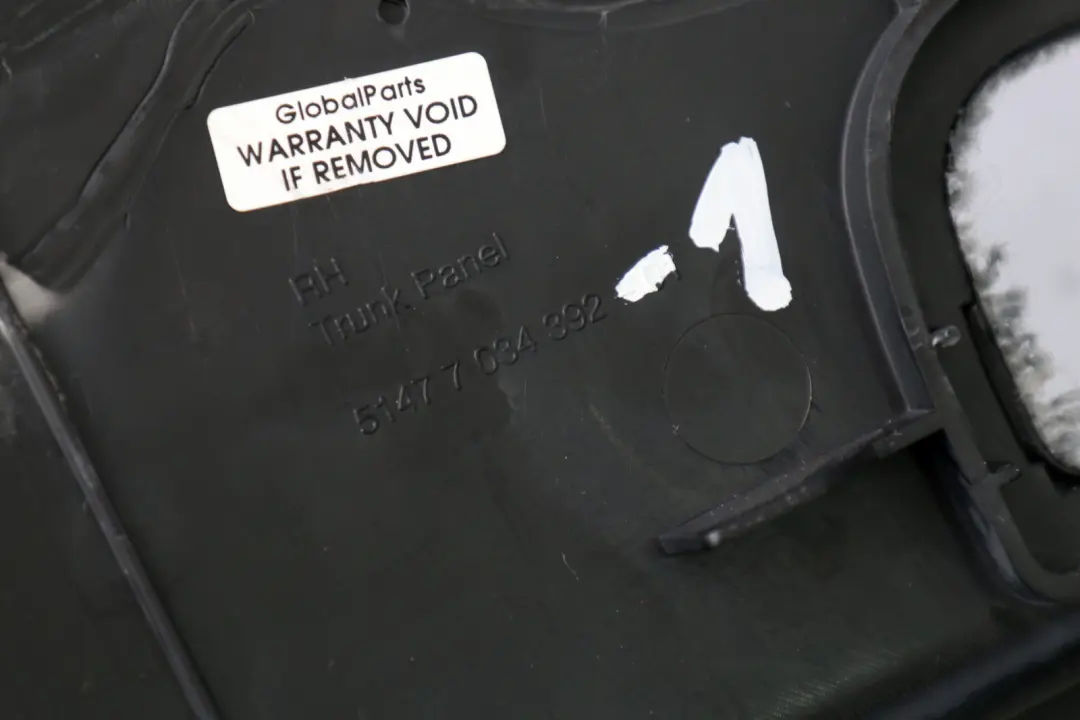 GlobalParts
WARRANTY VOID
IF REMOVED
RH
Trunk Panel
5147 7 034 392
-1